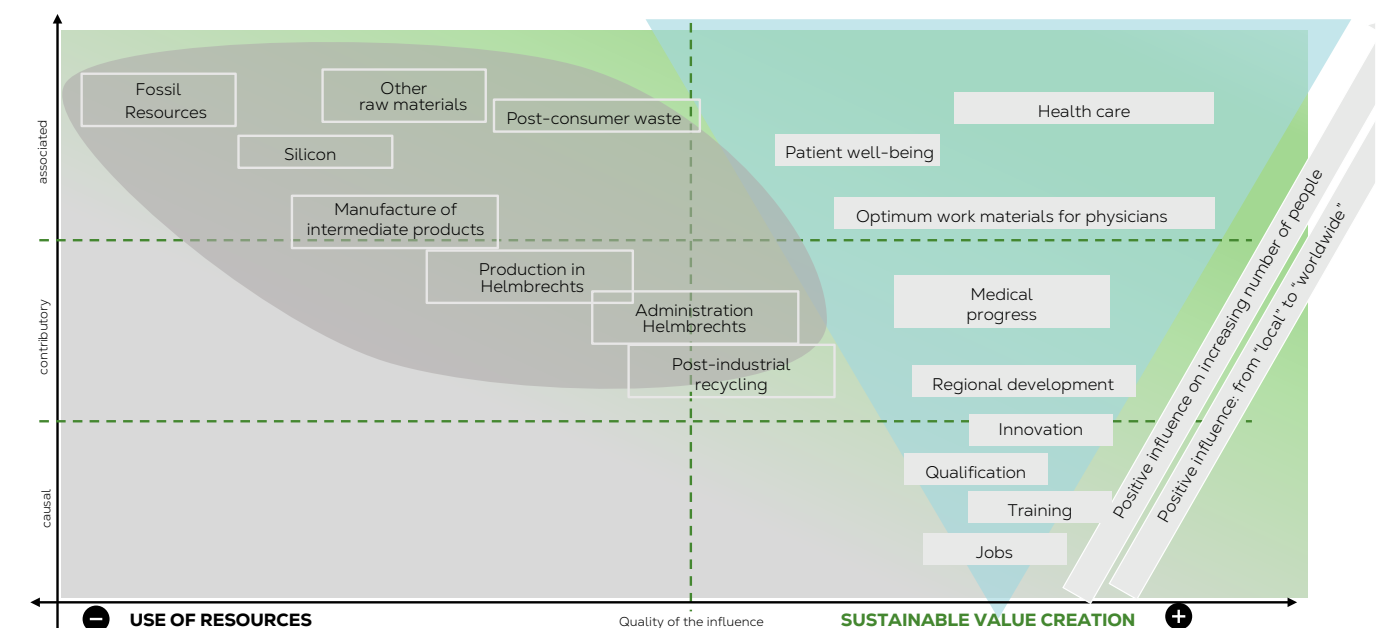 associated
contributory
causal
Fossil
Resources
Other
raw materials
Post-consumer waste
Silicon
Manufacture of
intermediate products
Production in
Helmbrechts
Administration
Helmbrechts
Post-industrial
recycling
Health care
Patient well-being
Optimum work materials for physicians
Medical
progress
Regional development
Innovation
Qualification
Training
Jobs
Positive influence on increasing number of people
Positive influence: from “local” to “worldwide”
− USE OF RESOURCES
Quality of the influence
SUSTAINABLE VALUE CREATION +